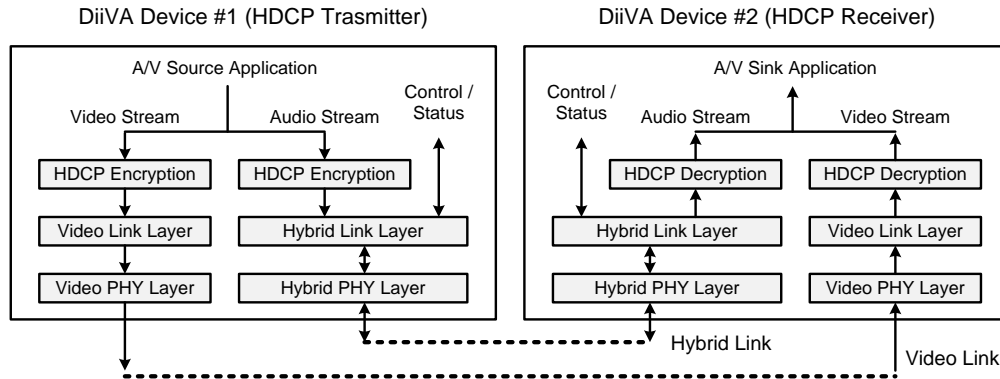 DiiVA Device #1 (HDCP Trasmitter)
A/V Source Application
Control /
Status
Video Stream
Audio Stream
HDCP Encryption
HDCP Encryption
Video Link Layer
Hybrid Link Layer
Video PHY Layer
Hybrid PHY Layer
DiiVA Device #2 (HDCP Receiver)
A/V Sink Application
Control /
Status
Audio Stream
Video Stream
HDCP Decryption
HDCP Decryption
Hybrid Link Layer
Video Link Layer
Hybrid PHY Layer
Video PHY Layer
Hybrid Link
Video Link